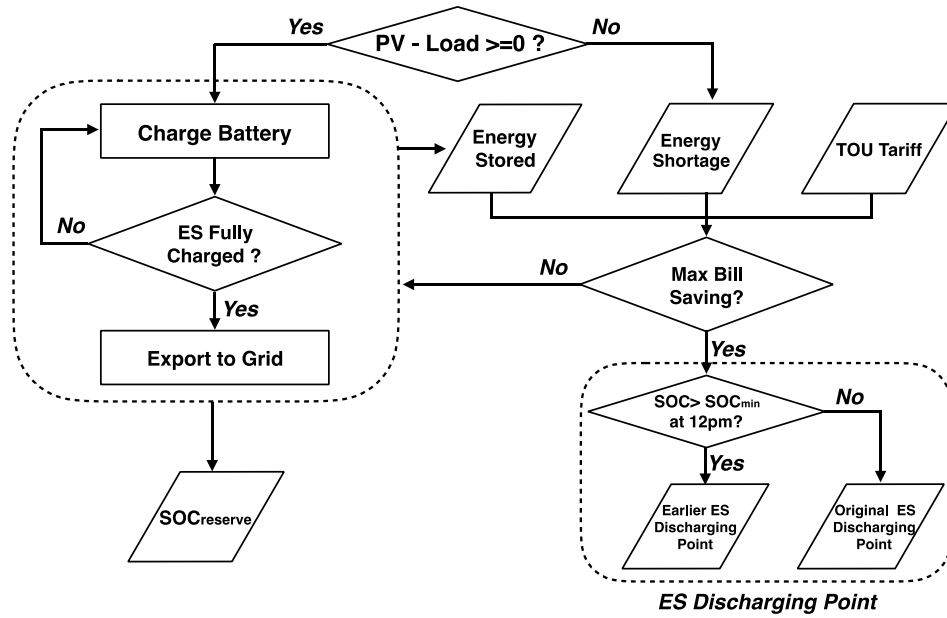 Yes
PV - Load >=0 ?
No
Charge Battery
Energy
Stored
Energy
Shortage
TOU Tariff
No
ES Fully
Charged ?
No
Max Bill
Saving?
Yes
Export to Grid
Yes
SOC> SOCmin
at 12pm?
No
Yes
SOCreserve
Earlier ES
Discharging
Point
Original ES
Discharging
Point
ES Discharging Point